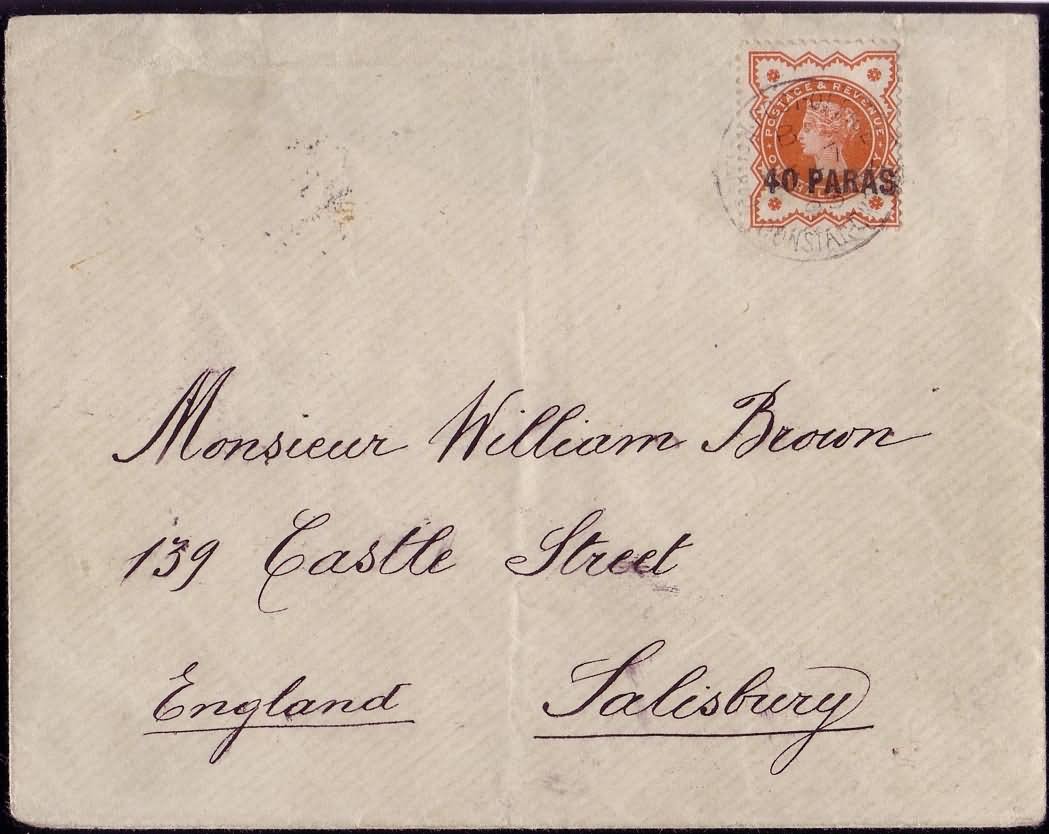 POSTAGE & REVENUE
40 PARAS
Monsieur William Brown
139 Castle Street
England Salisbury